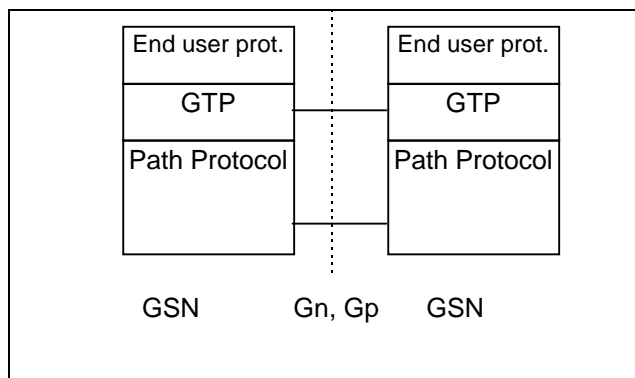 End user prot. End user prot.
GTP GTP
Path Protocol Path Protocol
GSN Gn, Gp GSN